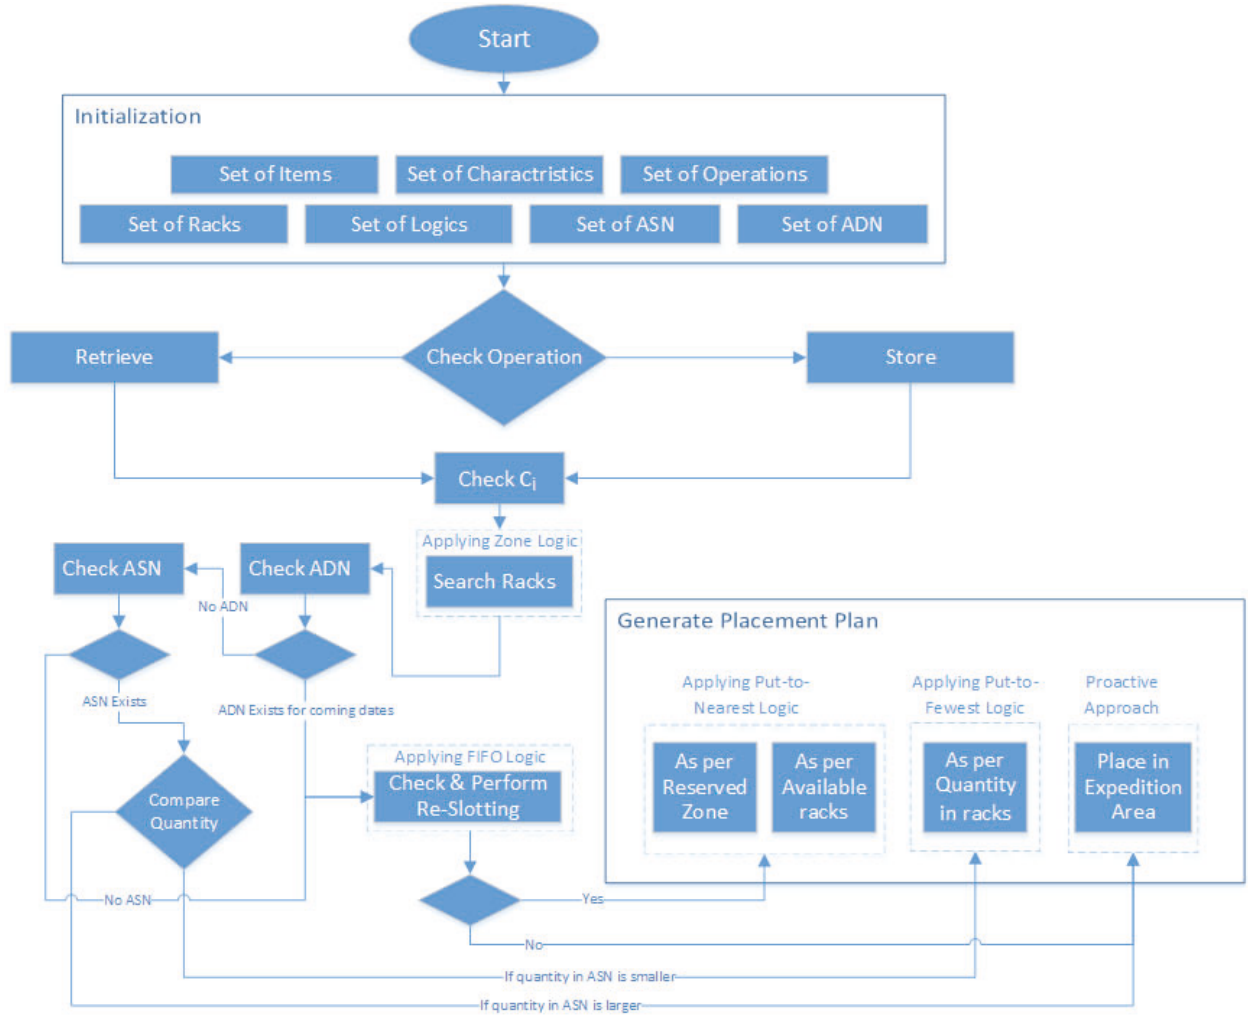 Start
Initialization
Set of Items
Set of Charactristics
Set of Operations
Set of Racks
Set of Logics
Set of ASN
Set of ADN
Retrieve
Check Operation
Store
Check Ci
Applying Zone Logic
Search Racks
Check ASN
Check ADN
No ADN
ASN Exists
ADN Exists for coming dates
Compare
Quantity
Applying FIFO Logic
Check & Perform
Re-Slotting
Generate Placement Plan
Applying Put-to-
Nearest Logic
As per
Reserved
Zone
As per
Available
racks
Applying Put-to-
Fewest Logic
As per
Quantity
in racks
Proactive
Approach
Place in
Expedition
Area
No ASN
Yes
No
If quantity in ASN is smaller
If quantity in ASN is larger